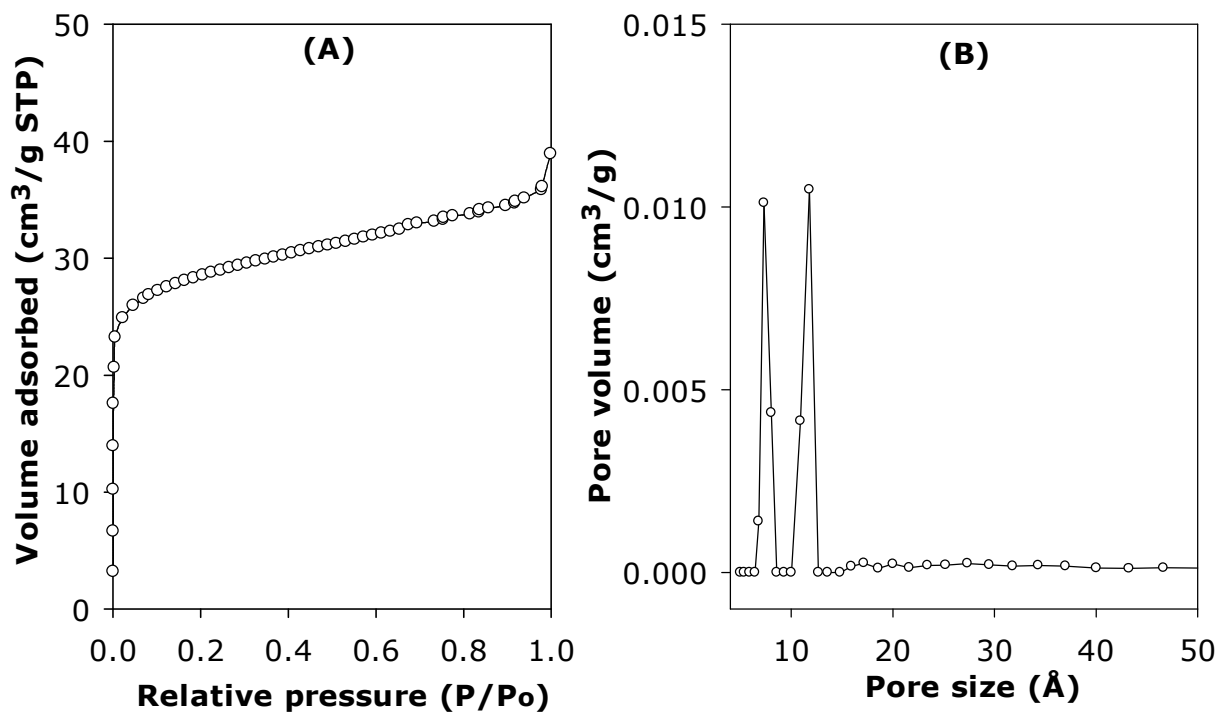 (A)
Volume adsorbed (cm³/g STP)
50
40
30
20
10
0
0.0 0.2 0.4 0.6 0.8 1.0
Relative pressure (P/Po)
(B)
Pore volume (cm³/g)
0.015
0.010
0.005
0.000
10 20 30 40 50
Pore size (Å)